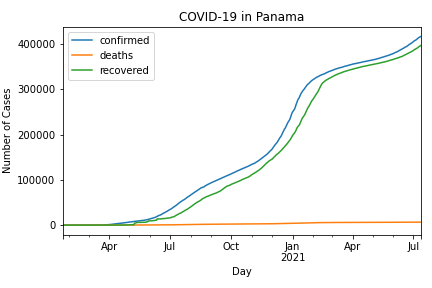 COVID-19 in Panama
confirmed
deaths
recovered
400000
300000
200000
100000
0
Number of Cases
Apr
Jul
Oct
Jan
2021
Apr
Jul
Day